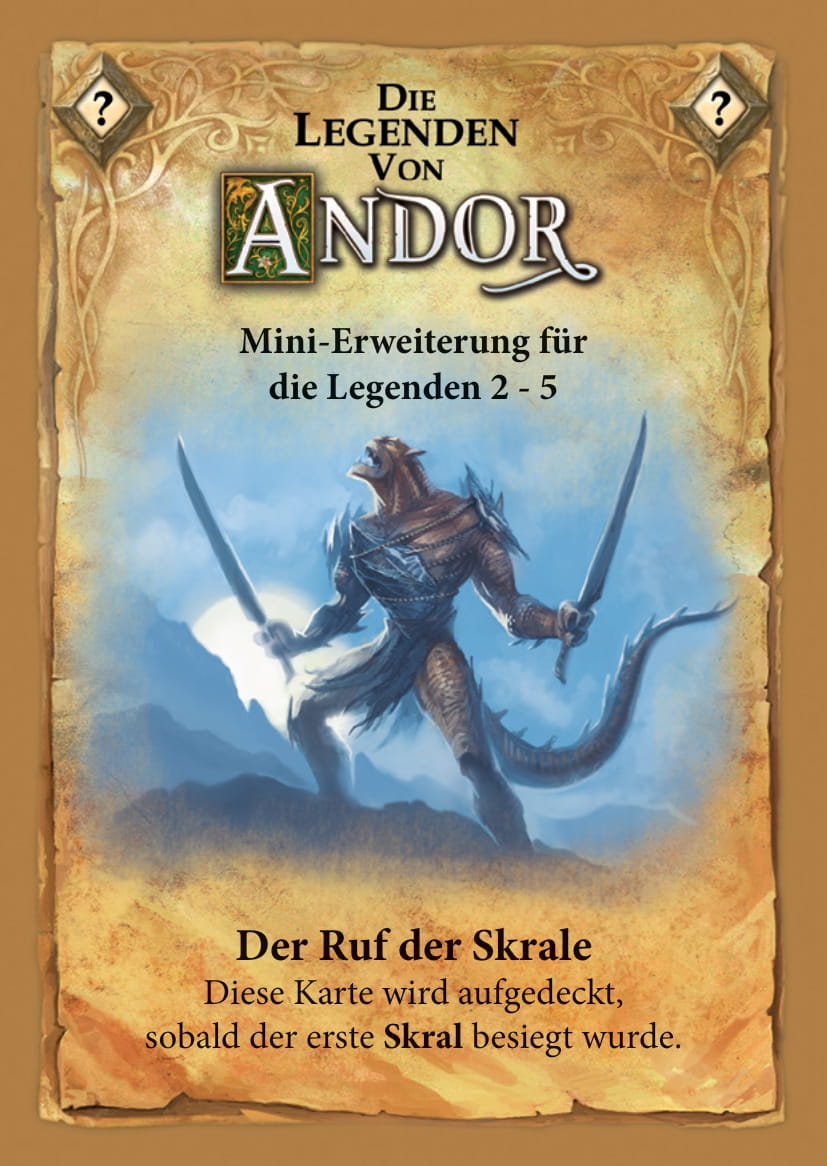 ?
?
Die
Legenden
Von
Andor
Mini-Erweiterung für
die Legenden 2 - 5
Der Ruf der Skrale
Diese Karte wird aufgedeckt,
sobald der erste Skral besiegt wurde.